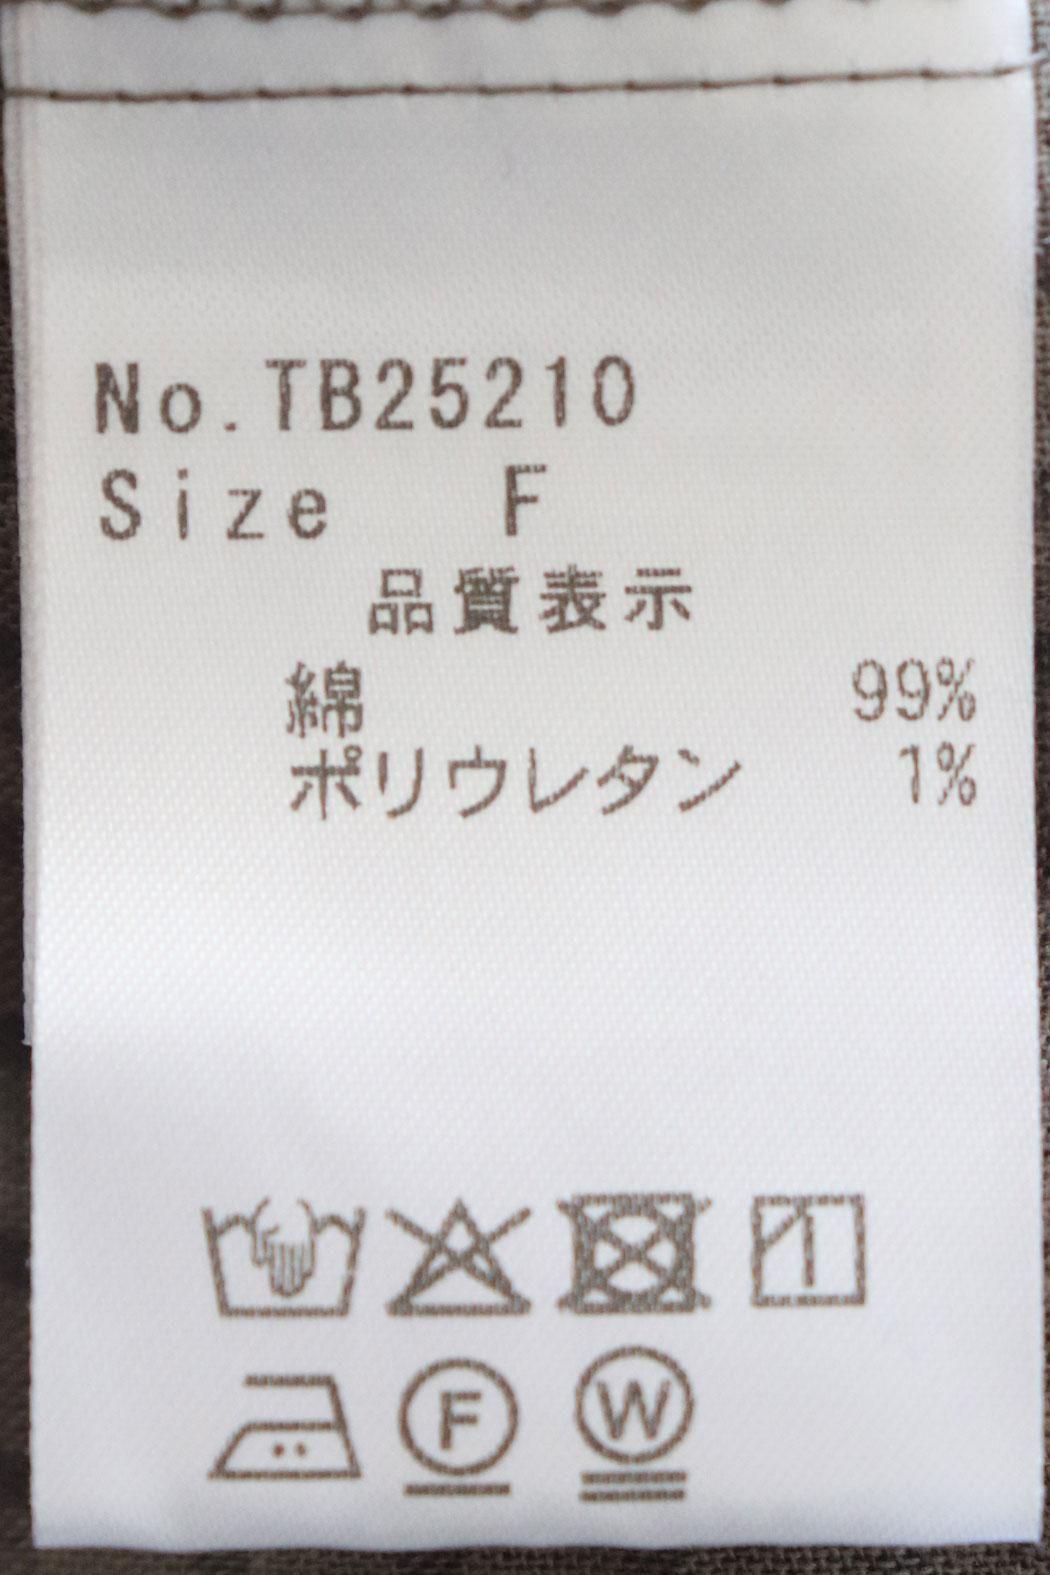 No.TB25210
Size F
品質表示
綿 99%
ポリウレタン 1%
F W